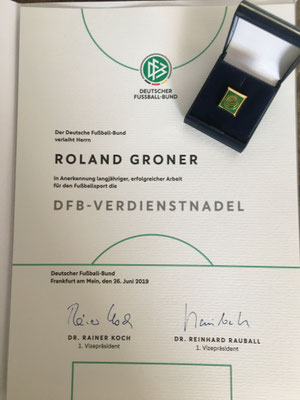 DFB
DEUTSCHER
FUSSBALL-BUND
Der Deutsche Fußball-Bund
verleiht Herrn
ROLAND GRONER
in Anerkennung langjähriger, erfolgreicher Arbeit
für den Fußballsport die
DFB-VERDIENSTNADEL
Deutscher Fußball-Bund
Frankfurt am Main, den 26. Juni 2019
DR. RAINER KOCH
1. Vizepräsident
DR. REINHARD RAUBALL
1. Vizepräsident